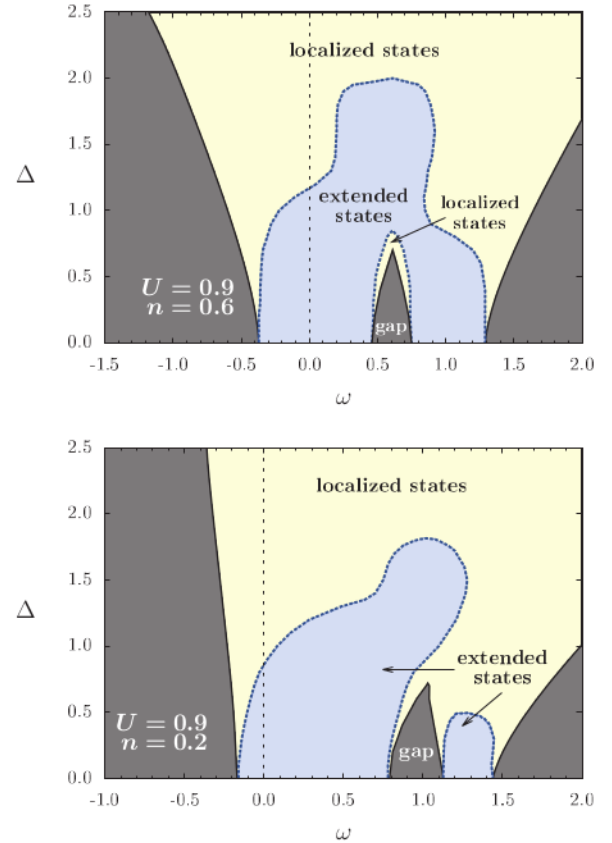 2.5
localized states
2.0
1.5
Δ
extended
states
localized
states
1.0
0.5
U = 0.9
n = 0.6
gap
0.0
-1.5 -1.0 -0.5 0.0 0.5 1.0 1.5 2.0
ω
2.5
localized states
2.0
1.5
Δ
1.0
extended
states
0.5
U = 0.9
n = 0.2
gap
0.0
-1.0 -0.5 0.0 0.5 1.0 1.5 2.0
ω